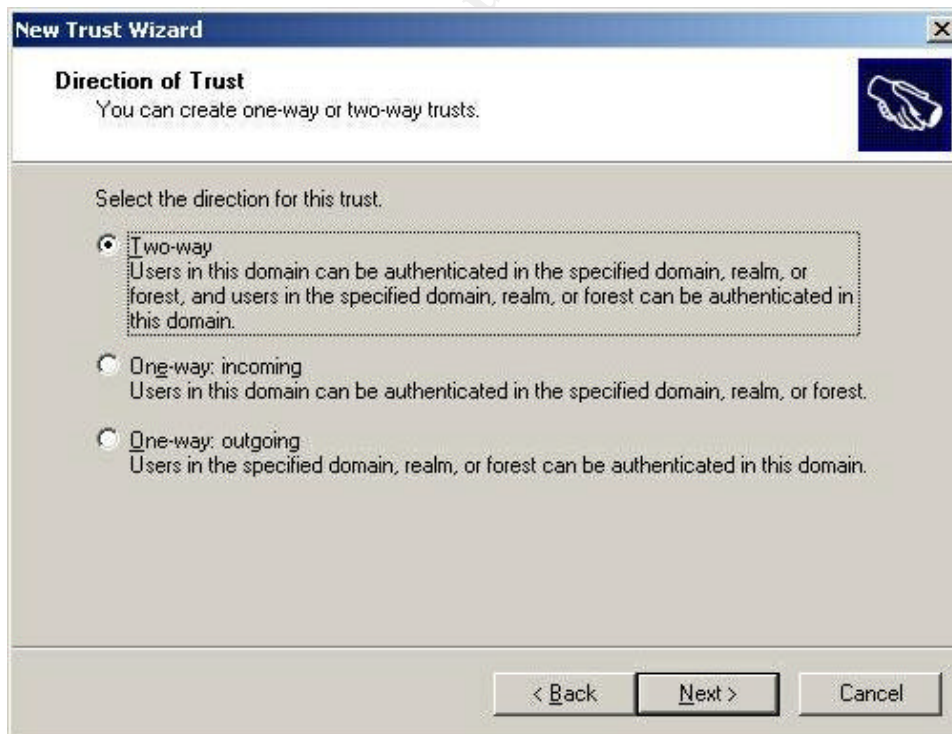 New Trust Wizard
Direction of Trust
You can create one-way or two-way trusts.
Select the direction for this trust.
Two-way
Users in this domain can be authenticated in the specified domain, realm, or
forest, and users in the specified domain, realm, or forest can be authenticated in
this domain.
One-way: incoming
Users in this domain can be authenticated in the specified domain, realm, or forest.
One-way: outgoing
Users in the specified domain, realm, or forest can be authenticated in this domain.
< Back Next > Cancel